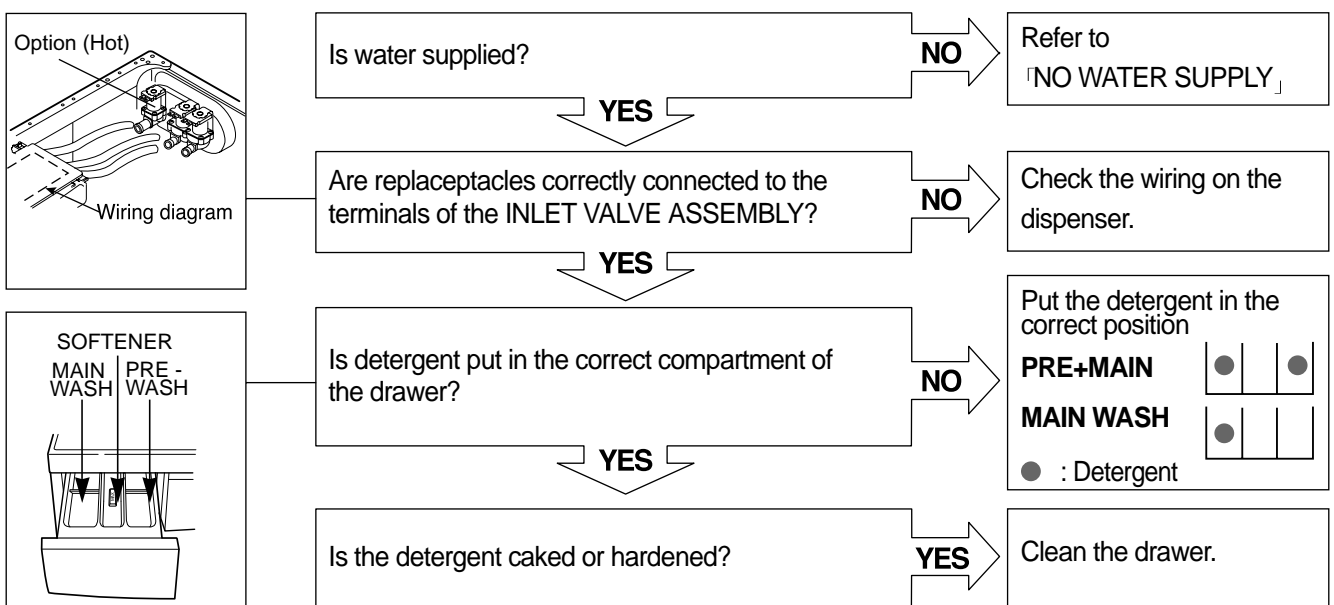 Option (Hot)
Wiring diagram
Is water supplied?
NO
Refer to
「NO WATER SUPPLY」
YES
Are replaceptacles correctly connected to the
terminals of the INLET VALVE ASSEMBLY?
NO
Check the wiring on the
dispenser.
YES
SOFTENER
MAIN WASH
PRE - WASH
Is detergent put in the correct compartment of
the drawer?
NO
Put the detergent in the
correct position
PRE+MAIN
MAIN WASH
: Detergent
YES
Is the detergent caked or hardened?
YES
Clean the drawer.